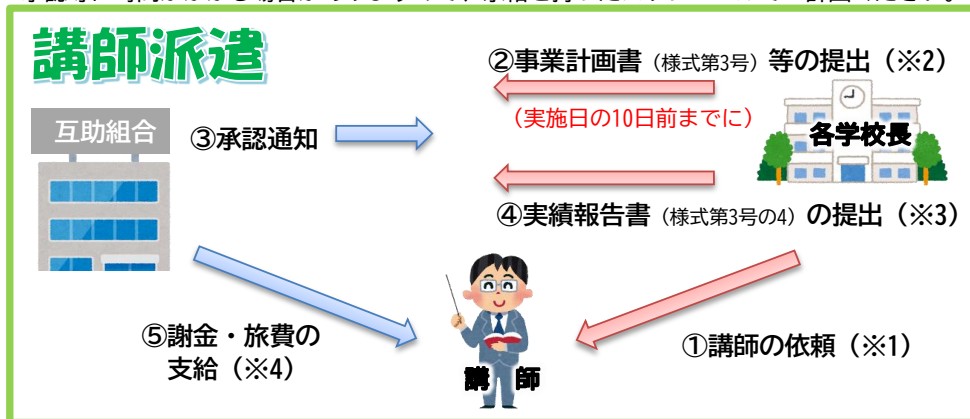 講師派遣
②事業計画書（様式第3号）等の提出（※2）
（実施日の10日前までに）
互助組合
③承認通知
各学校長
④実績報告書（様式第3号の4）の提出（※3）
⑤謝金・旅費の
支給（※4）
①講師の依頼（※1）
講 師